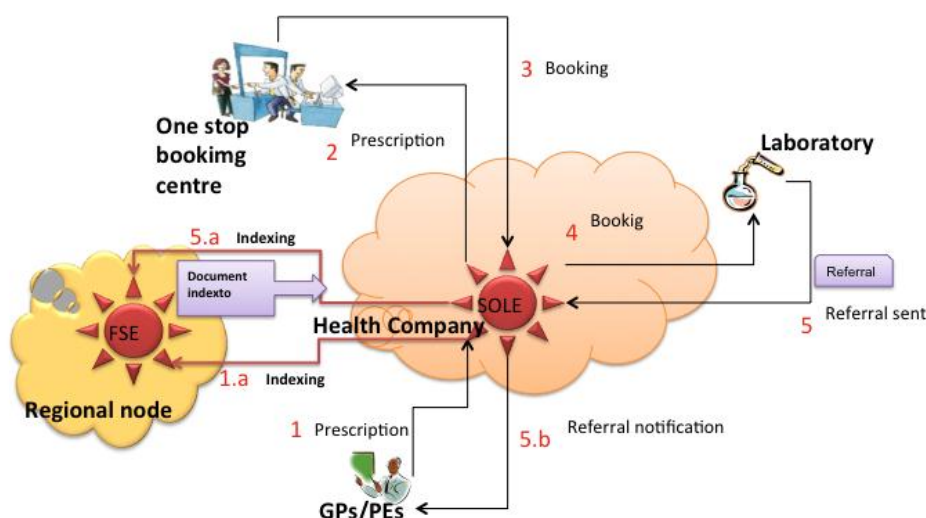 3 Booking
2 Prescription
One stop
bookimg
centre
Laboratory
4 Bookig
5.a Indexing
Document
indexto
Referral
SOLE
FSE
Health Company
5 Referral sent
1.a Indexing
Regional node
1 Prescription
5.b Referral notification
GPs/PEs